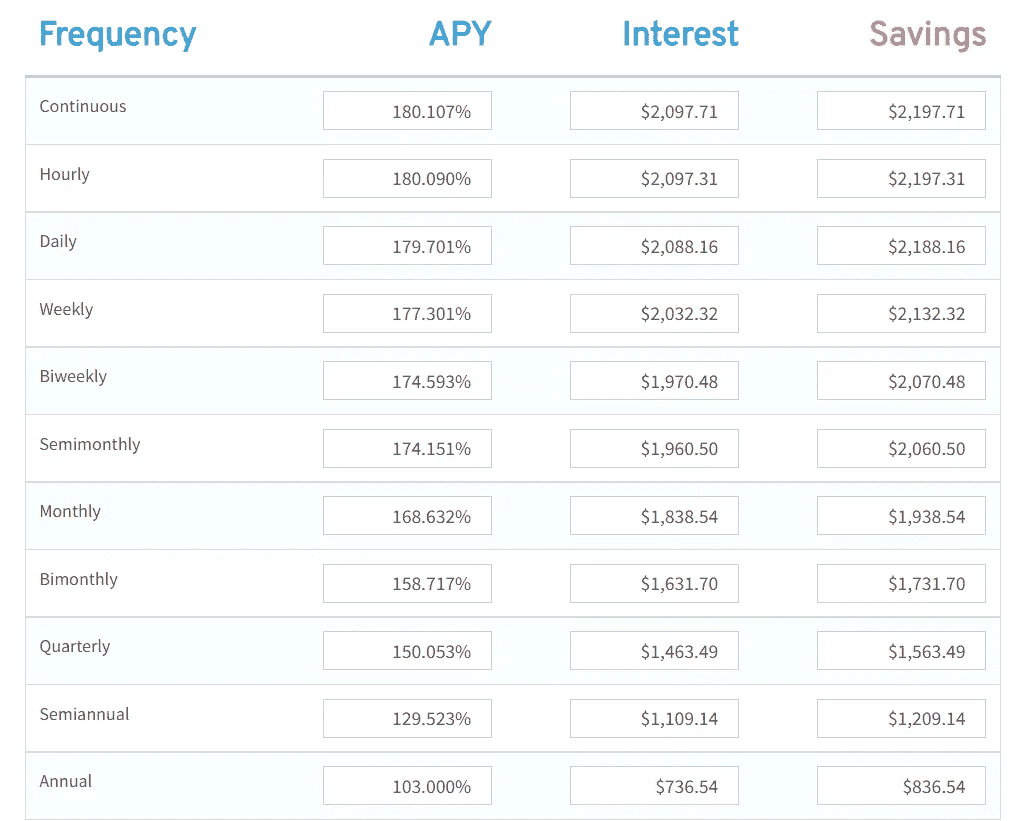 Frequency APY Interest Savings
Continuous 180.107% $2,097.71 $2,197.71
Hourly 180.090% $2,097.31 $2,197.31
Daily 179.701% $2,088.16 $2,188.16
Weekly 177.301% $2,032.32 $2,132.32
Biweekly 174.593% $1,970.48 $2,070.48
Semimonthly 174.151% $1,960.50 $2,060.50
Monthly 168.632% $1,838.54 $1,938.54
Bimonthly 158.717% $1,631.70 $1,731.70
Quarterly 150.053% $1,463.49 $1,563.49
Semiannual 129.523% $1,109.14 $1,209.14
Annual 103.000% $736.54 $836.54